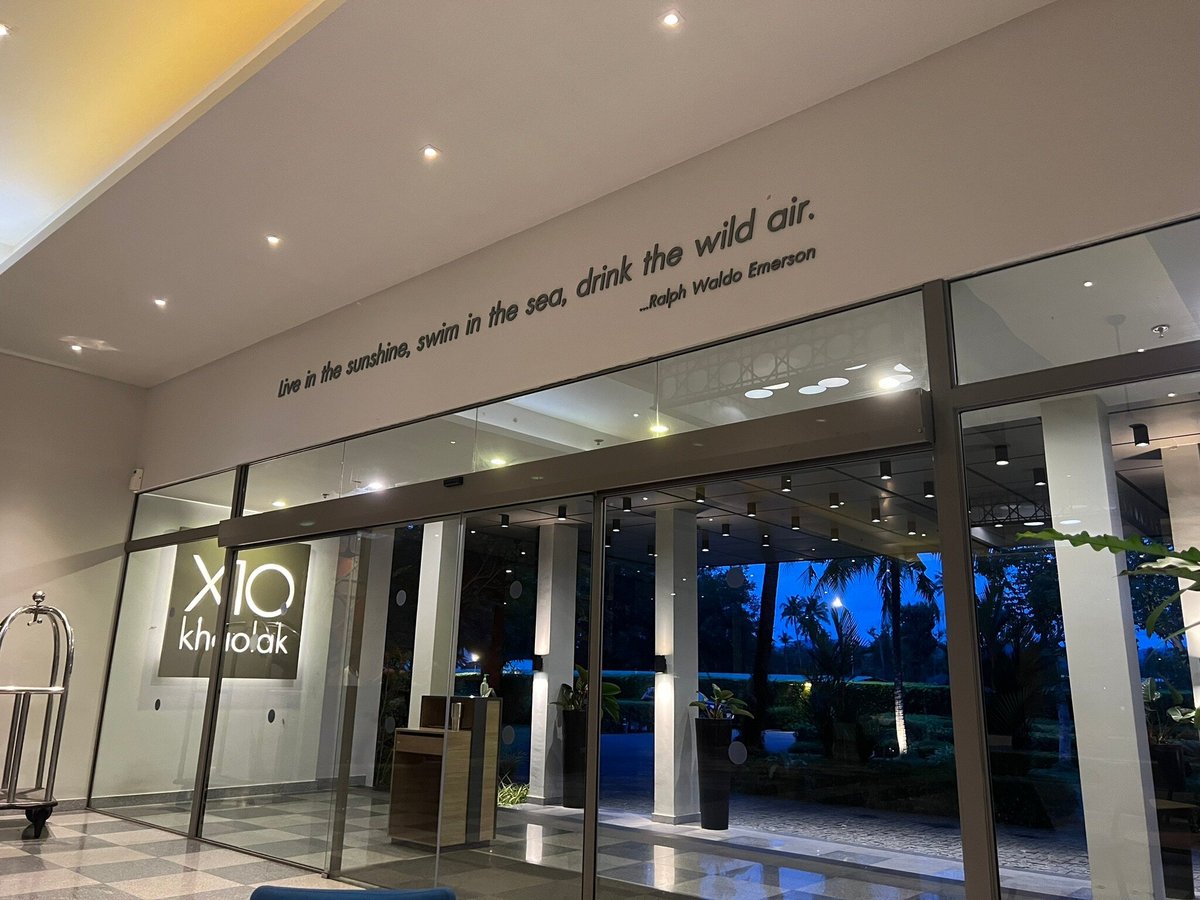 Live in the sunshine, swim in the sea, drink the wild air.
...Ralph Waldo Emerson
X10
khaolak